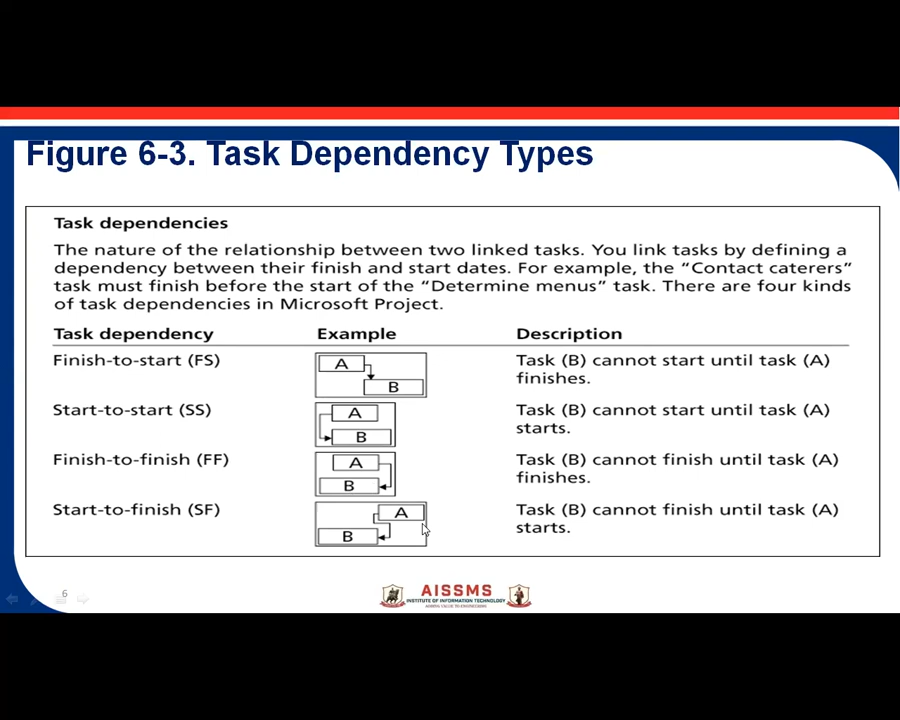 Figure 6-3. Task Dependency Types
Task dependencies
The nature of the relationship between two linked tasks. You link tasks by defining a
dependency between their finish and start dates. For example, the “Contact caterers”
task must finish before the start of the “Determine menus” task. There are four kinds
of task dependencies in Microsoft Project.
Task dependency Example Description
Finish-to-start (FS) A B Task (B) cannot start until task (A)
finishes.
Start-to-start (SS) A B Task (B) cannot start until task (A)
starts.
Finish-to-finish (FF) A B Task (B) cannot finish until task (A)
finishes.
Start-to-finish (SF) A B Task (B) cannot finish until task (A)
starts.
6
AISSMS
INSTITUTE OF INFORMATION TECHNOLOGY
ADDING VALUE TO ENGINEERING